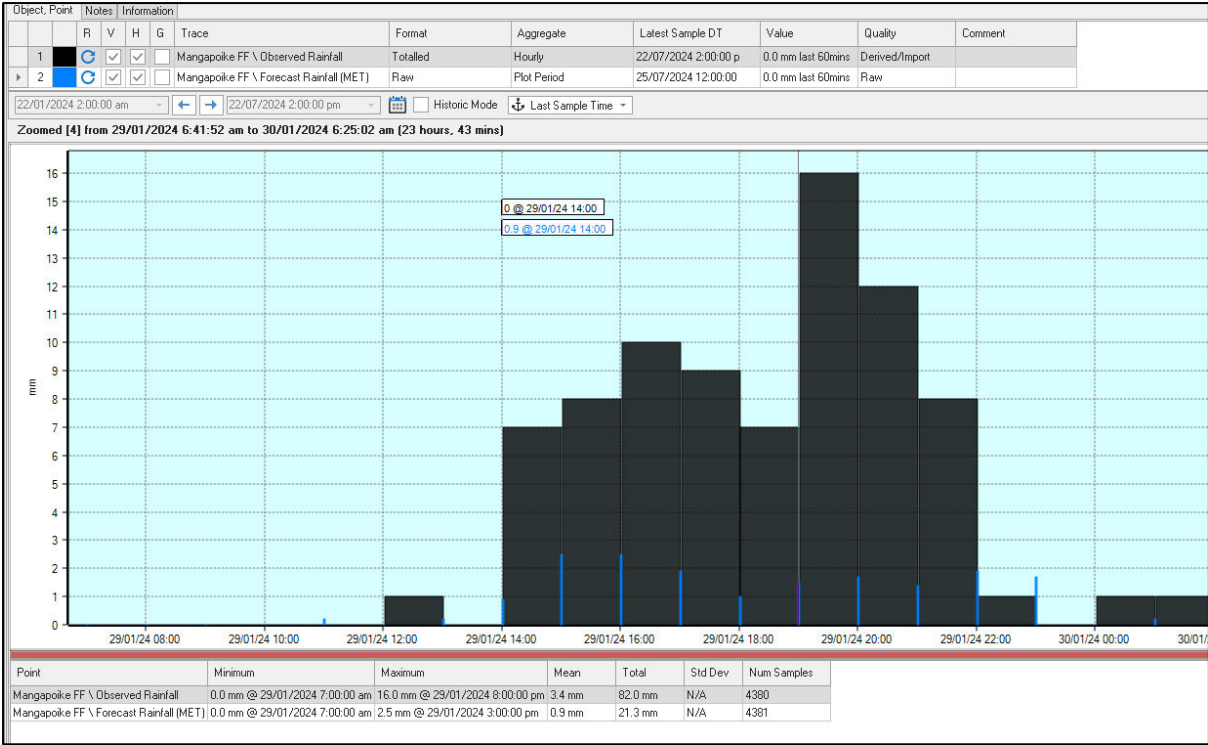 Object, Point Notes Information
R V H G Trace Format Aggregate Latest Sample DT Value Quality Comment
1 Mangapoike FF \ Observed Rainfall Totalled Hourly 22/07/2024 2:00:00 p 0.0 mm last 60mins Derived/Import
2 Mangapoike FF \ Forecast Rainfall (MET) Raw Plot Period 25/07/2024 12:00:00 0.0 mm last 60mins Raw
22/01/2024 2:00:00 am 22/07/2024 2:00:00 pm Historic Mode Last Sample Time
Zoomed [4] from 29/01/2024 6:41:52 am to 30/01/2024 6:25:02 am (23 hours, 43 mins)
16
15
0 @ 29/01/24 14:00
14
0.9 @ 29/01/24 14:00
13
12
11
10
9
mm
8
7
6
5
4
3
2
1
0
29/01/24 08:00 29/01/24 10:00 29/01/24 12:00 29/01/24 14:00 29/01/24 16:00 29/01/24 18:00 29/01/24 20:00 29/01/24 22:00 30/01/24 00:00 30/01/
Point Minimum Maximum Mean Total Std Dev Num Samples
Mangapoike FF \ Observed Rainfall 0.0 mm @ 29/01/2024 7:00:00 am 16.0 mm @ 29/01/2024 8:00:00 pm 3.4 mm 82.0 mm N/A 4380
Mangapoike FF \ Forecast Rainfall (MET) 0.0 mm @ 29/01/2024 7:00:00 am 2.5 mm @ 29/01/2024 3:00:00 pm 0.9 mm 21.3 mm N/A 4381